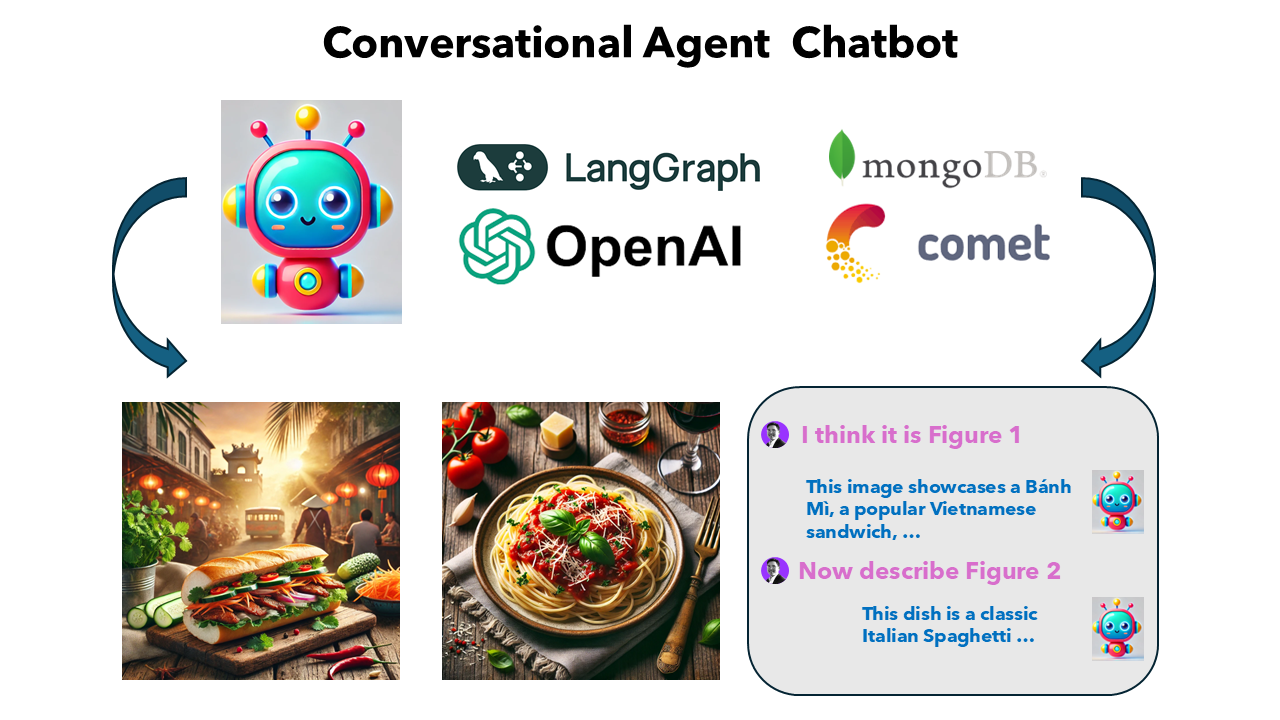 Conversational Agent  Chatbot
LangGraph
mongoDB®
OpenAI
comet
I think it is Figure 1
This image showcases a Bánh
Mì, a popular Vietnamese
sandwich, ...
Now describe Figure 2
This dish is a classic
Italian Spaghetti ...